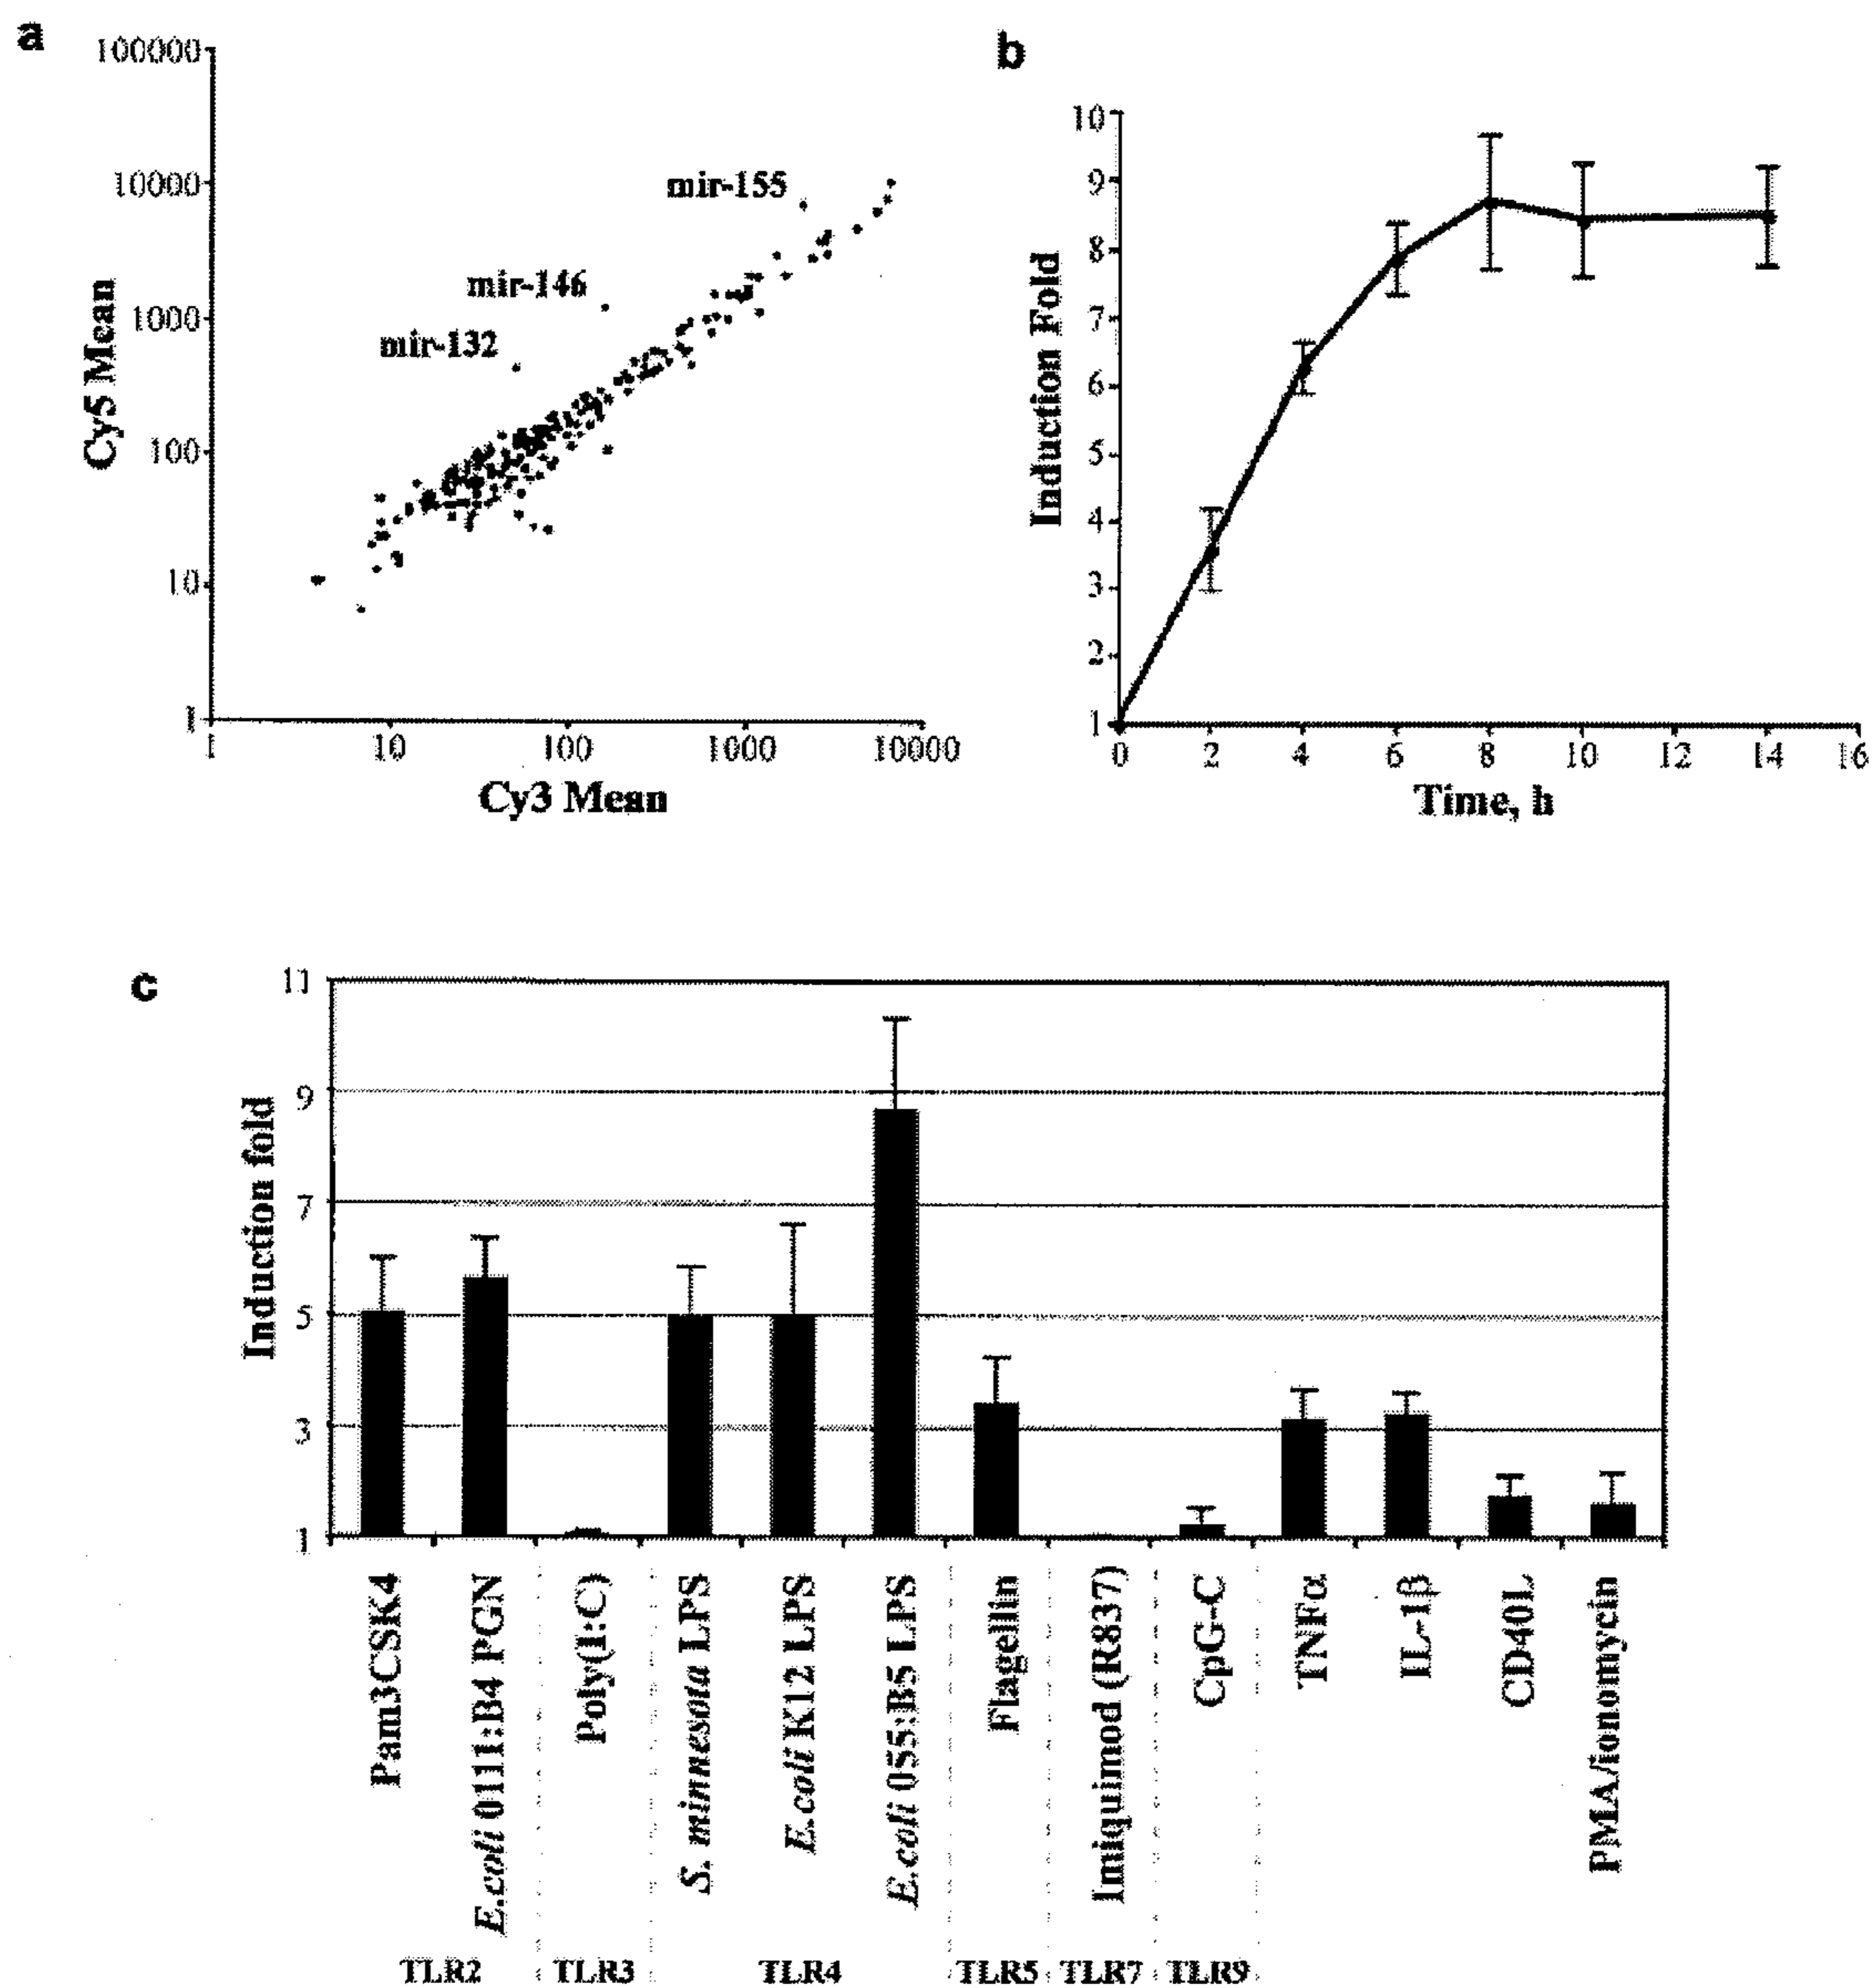 a
100000
10000
1000
100
10
1
Cy5 Mean
mir-155
mir-146
mir-132
1 10 100 1000 10000
Cy3 Mean
b
10
9
8
7
6
5
4
3
2
1
Induction Fold
0 2 4 6 8 10 12 14 16
Time, h
c
11
9
7
5
3
1
Induction fold
Pam3CSK4
E.coli 0111:B4 PGN
Poly(I:C)
S. minnesota LPS
E.coli K12 LPS
E.coli 055:B5 LPS
Flagellin
Imiquimod (R837)
CpG-C
TNFα
IL-1β
CD40L
PMA/ionomycin
TLR2 TLR3 TLR4 TLR5 TLR7 TLR9